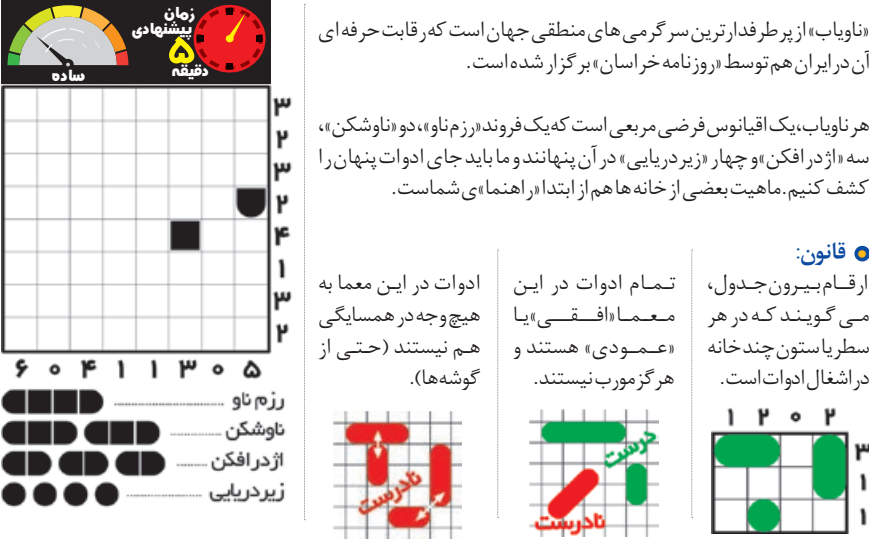 «ناویاب» از پرطرفدارترین سرگرمی های منطقی جهان است که رقابت حرفه ای
آن در ایران هم توسط «روزنامه خراسان» برگزار شده است.
هر ناویاب، یک اقیانوس فرضی مربعی است که یک فروند «رزم ناو»، دو «ناوشکن»،
سه «اژدرافکن» و چهار «زیردریایی» در آن پنهانند و ما باید جای ادوات پنهان را
کشف کنیم. ماهیت بعضی از خانه ها هم از ابتدا «راهنما»ی شماست.
قانون:
ارقام بیرون جدول،
می گویند که در هر
سطر یا ستون چند خانه
در اشغال ادوات است.
۱ ۲ ۰ ۲
۳
۱
۱
تمام ادوات در این
معما «افقی» یا
«عمودی» هستند و
هرگز مورب نیستند.
درست
نادرست
ادوات در این معما به
هیچ وجه در همسایگی
هم نیستند (حتی از
گوشه ها).
نادرست
زمان
پیشنهادی
۵
دقیقه
ساده
۳
۲
۳
۲
۴
۱
۳
۲
۶ ۰ ۴ ۱ ۱ ۳ ۰ ۵
رزم ناو
ناوشکن
اژدرافکن
زیردریایی